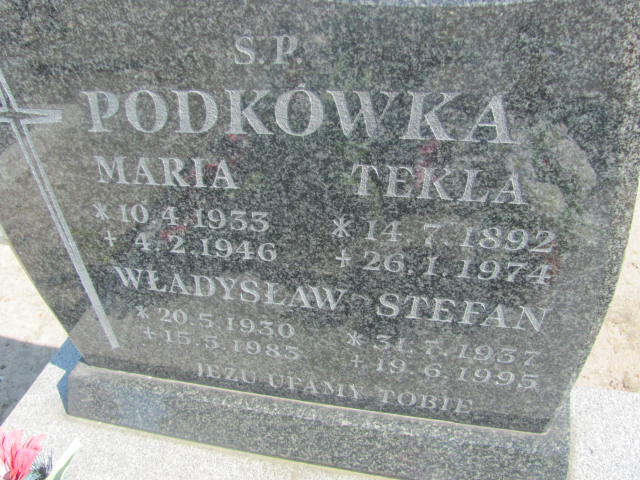 Ś.P.
PODKÓWKA
MARIA TEKLA
* 10.4.1933 * 14.7.1892
+ 4.2.1946 + 26.1.1974
WŁADYSŁAW STEFAN
* 20.5.1930 * 31.7.1937
+ 15.5.1983 + 19.6.1995
JEZU UFAMY TOBIE